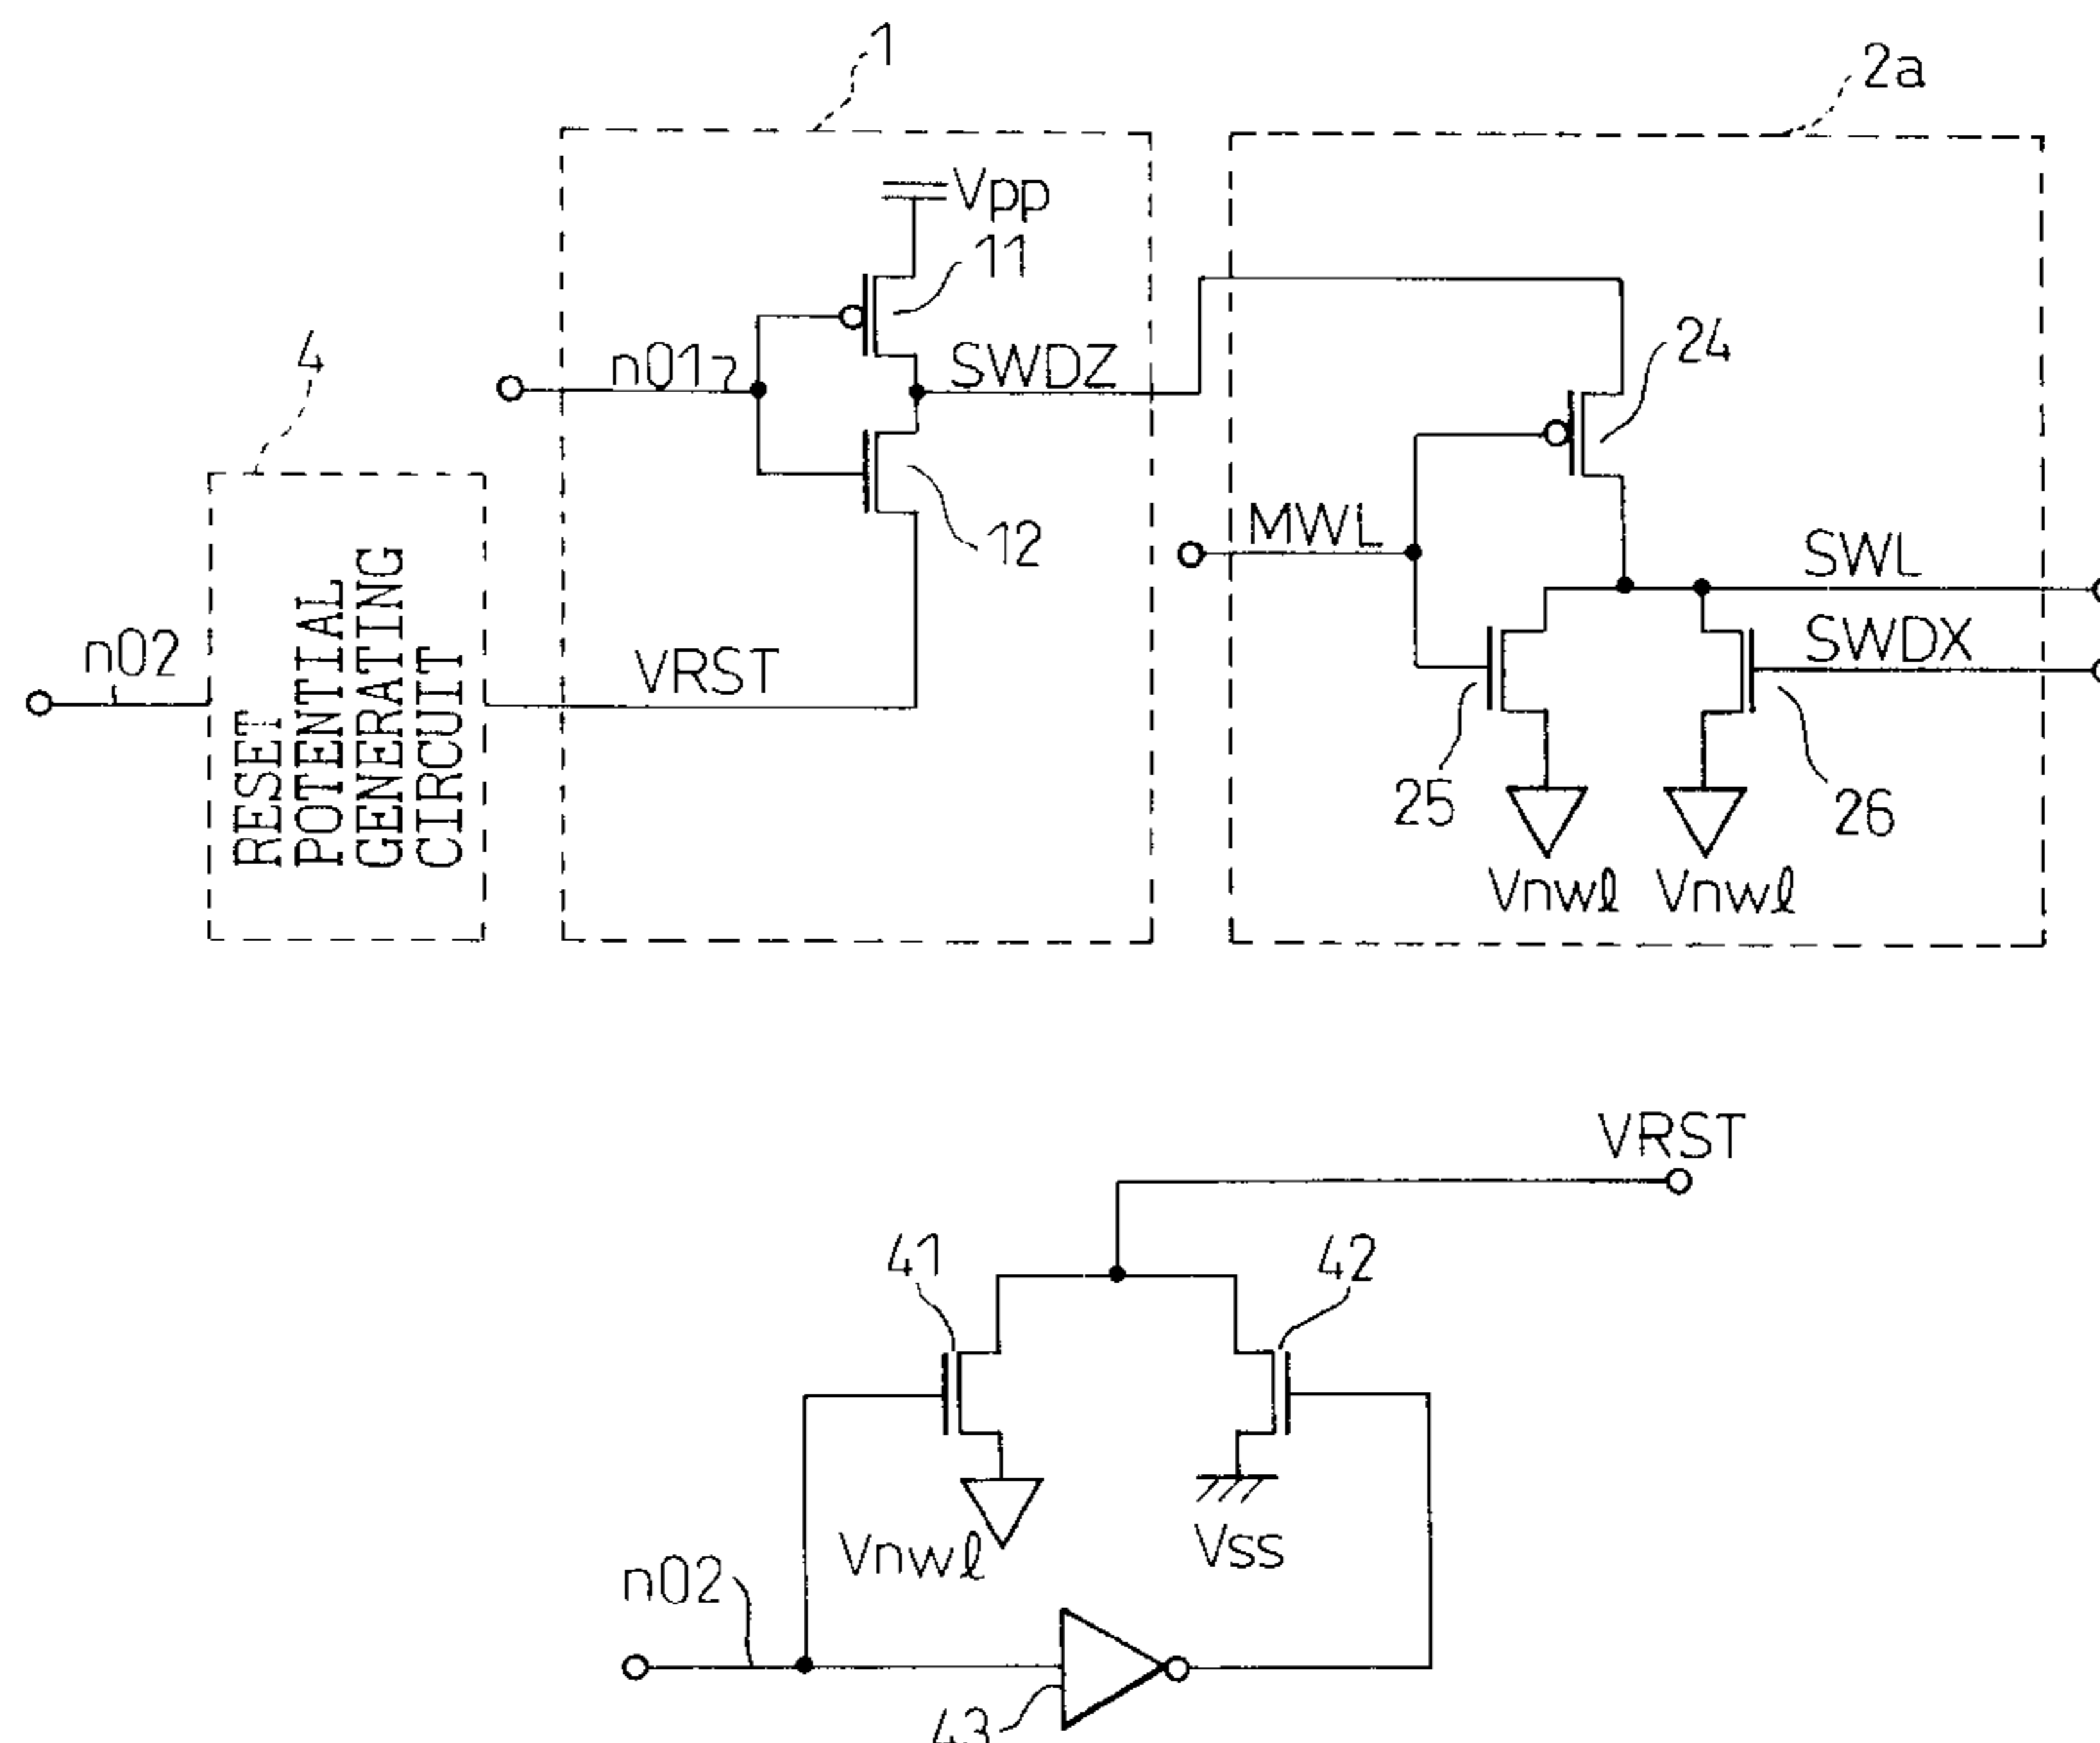 1
2a
Vpp
11
n01
SWDZ
24
4
12
MWL
SWL
SWDX
n02
VRST
RESET
POTENTIAL
GENERATING
CIRCUIT
25
26
Vnwℓ
Vnwℓ
VRST
41
42
Vnwℓ
VSS
n02
43